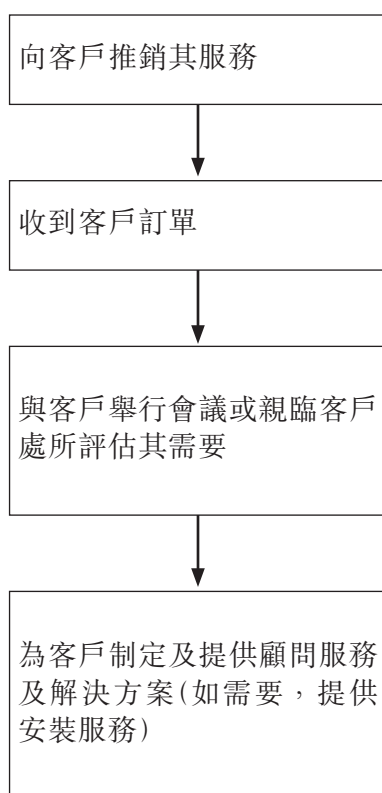 向客戶推銷其服務
收到客戶訂單
與客戶舉行會議或親臨客戶
處所評估其需要
為客戶制定及提供顧問服務
及解決方案(如需要，提供
安裝服務)